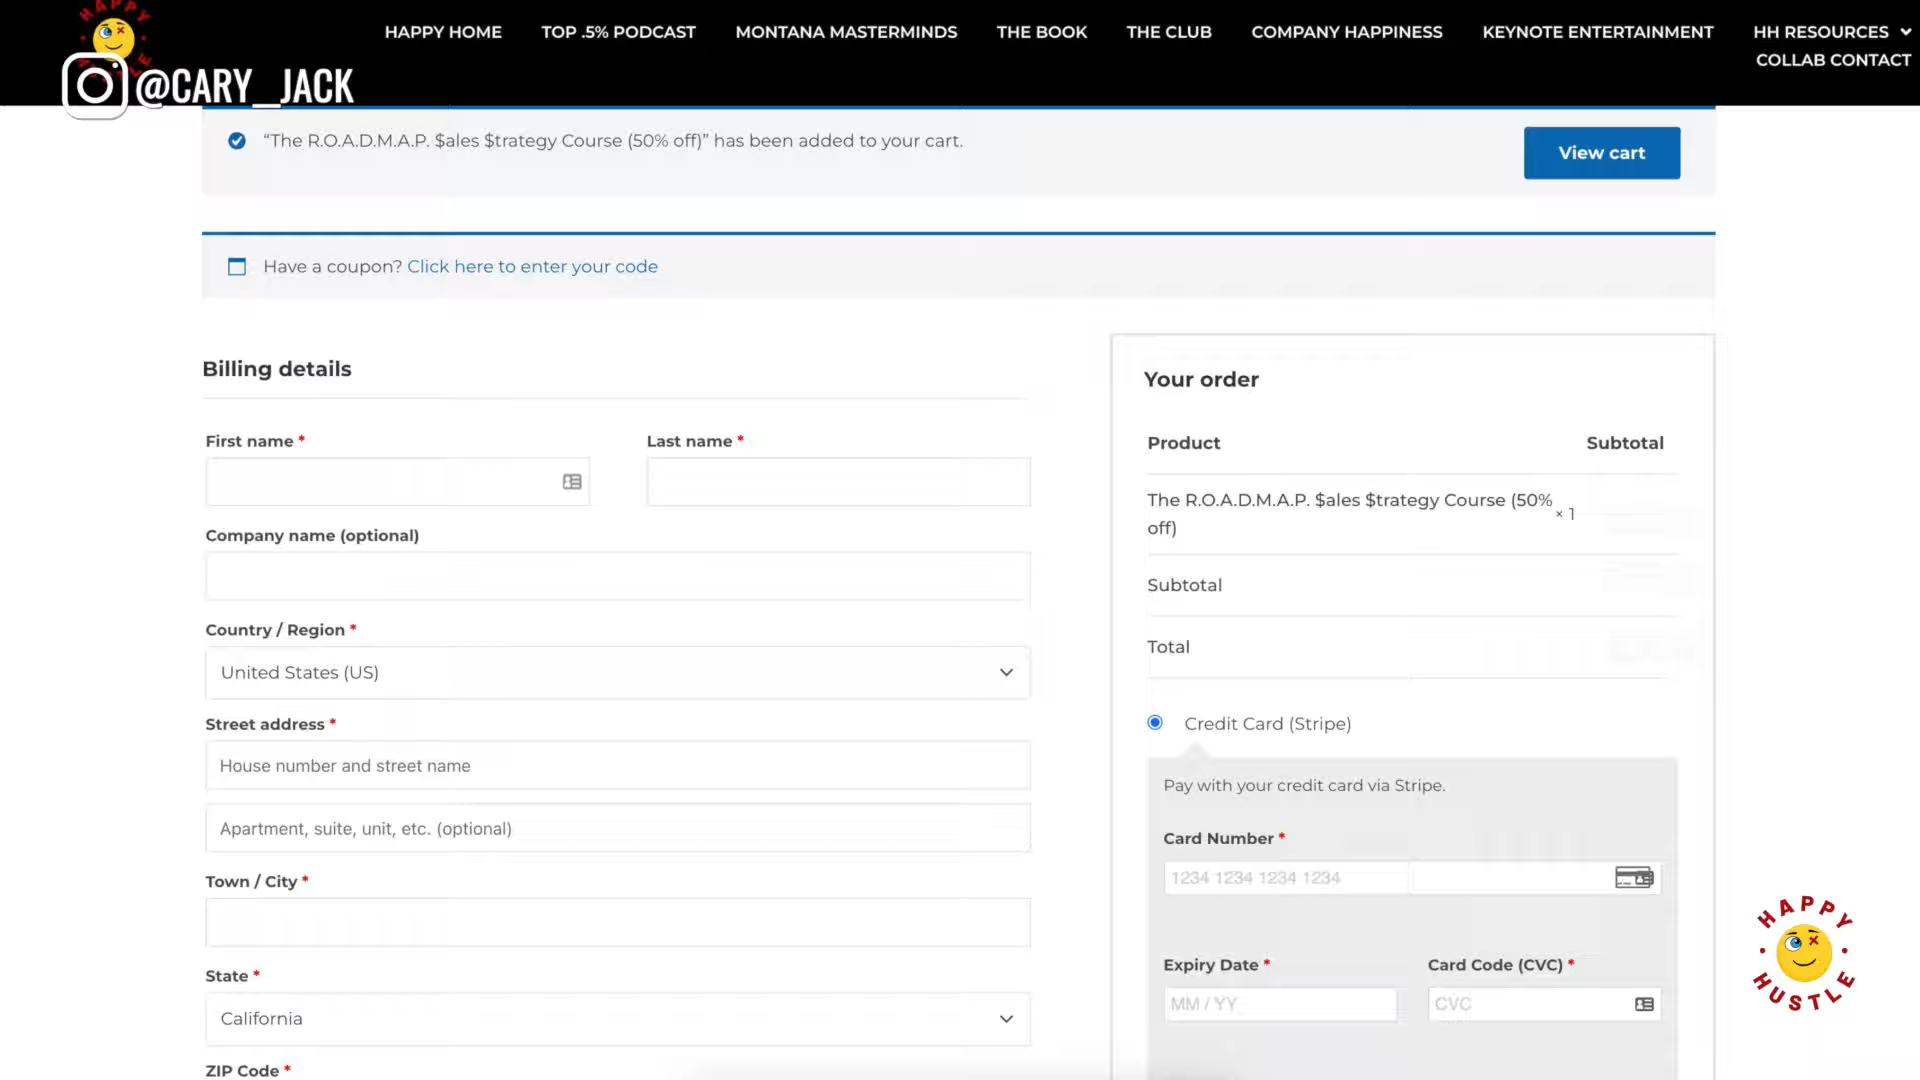 HAPPY HOME TOP .5% PODCAST MONTANA MASTERMINDS THE BOOK THE CLUB COMPANY HAPPINESS KEYNOTE ENTERTAINMENT HH RESOURCES
COLLAB CONTACT
HAPPY
@CARY_JACK
“The R.O.A.D.M.A.P. $ales $trategy Course (50% off)” has been added to your cart.
View cart
Have a coupon? Click here to enter your code
Billing details
First name *
Last name *
Company name (optional)
Country / Region *
United States (US)
Street address *
House number and street name
Apartment, suite, unit, etc. (optional)
Town / City *
State *
California
ZIP Code *
Your order
Product Subtotal
The R.O.A.D.M.A.P. $ales $trategy Course (50%
off) × 1
Subtotal
Total
Credit Card (Stripe)
Pay with your credit card via Stripe.
Card Number *
1234 1234 1234 1234
Expiry Date *
Card Code (CVC) *
MM / YY
CVC
HAPPY
HUSTLE